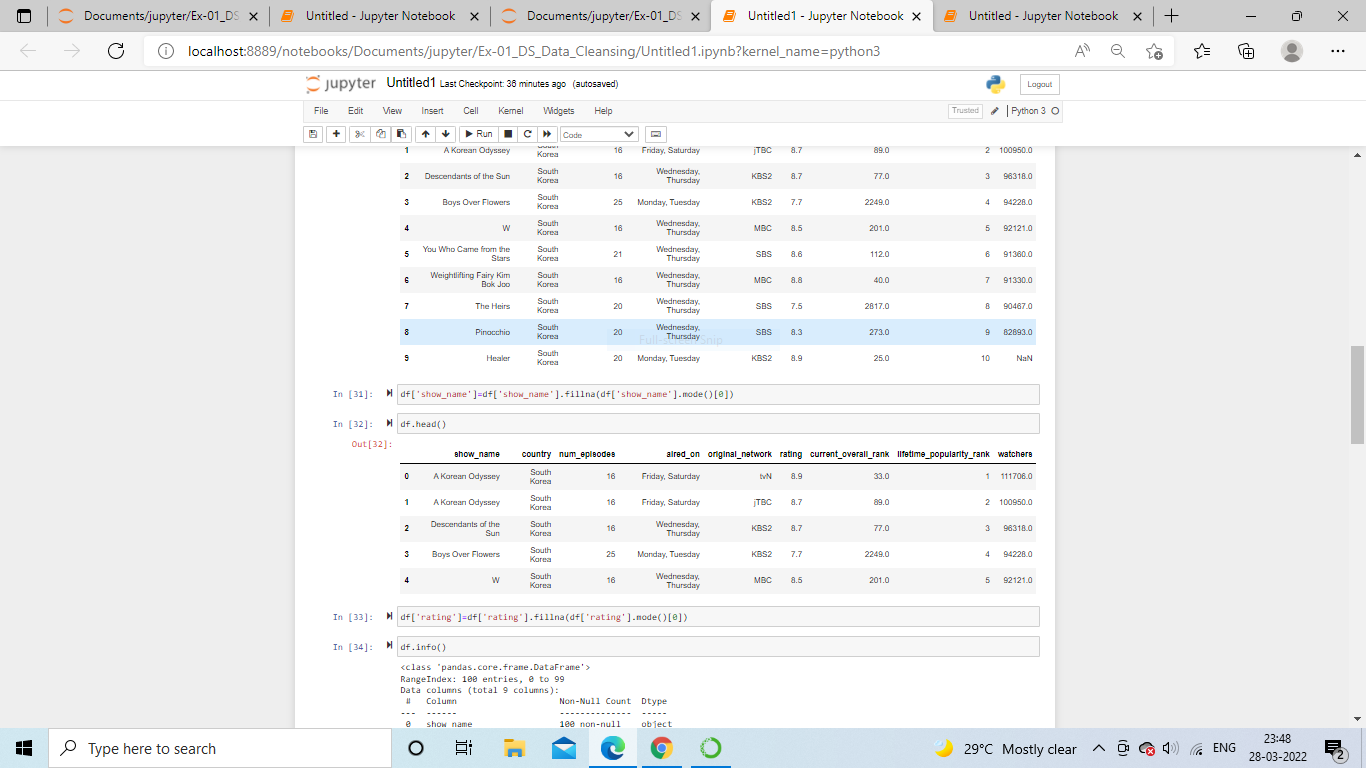 Documents/jupyter/Ex-01_DS
Untitled - Jupyter Notebook
Documents/jupyter/Ex-01_DS
Untitled1 - Jupyter Notebook
Untitled - Jupyter Notebook
localhost:8889/notebooks/Documents/jupyter/Ex-01_DS_Data_Cleansing/Untitled1.ipynb?kernel_name=python3
jupyter Untitled1 Last Checkpoint: 36 minutes ago (autosaved) Logout
File Edit View Insert Cell Kernel Widgets Help Trusted Python 3
Run Code
1 A Korean Odyssey South Korea 16 Friday, Saturday jTBC 8.7 89.0 2 100950.0
2 Descendants of the Sun South Korea 16 Wednesday, Thursday KBS2 8.7 77.0 3 96318.0
3 Boys Over Flowers South Korea 25 Monday, Tuesday KBS2 7.7 2249.0 4 94228.0
4 W South Korea 16 Wednesday, Thursday MBC 8.5 201.0 5 92121.0
5 You Who Came from the Stars South Korea 21 Wednesday, Thursday SBS 8.6 112.0 6 91360.0
6 Weightlifting Fairy Kim Bok Joo South Korea 16 Wednesday, Thursday MBC 8.8 40.0 7 91330.0
7 The Heirs South Korea 20 Wednesday, Thursday SBS 7.5 2817.0 8 90467.0
8 Pinocchio South Korea 20 Wednesday, Thursday SBS 8.3 273.0 9 82893.0
9 Healer South Korea 20 Monday, Tuesday KBS2 8.9 25.0 10 NaN
In [31]: df['show_name']=df['show_name'].fillna(df['show_name'].mode()[0])
In [32]: df.head()
Out[32]:
show_name country num_episodes aired_on original_network rating current_overall_rank lifetime_popularity_rank watchers
0 A Korean Odyssey South Korea 16 Friday, Saturday tvN 8.9 33.0 1 111706.0
1 A Korean Odyssey South Korea 16 Friday, Saturday jTBC 8.7 89.0 2 100950.0
2 Descendants of the Sun South Korea 16 Wednesday, Thursday KBS2 8.7 77.0 3 96318.0
3 Boys Over Flowers South Korea 25 Monday, Tuesday KBS2 7.7 2249.0 4 94228.0
4 W South Korea 16 Wednesday, Thursday MBC 8.5 201.0 5 92121.0
In [33]: df['rating']=df['rating'].fillna(df['rating'].mode()[0])
In [34]: df.info()
<class 'pandas.core.frame.DataFrame'>
RangeIndex: 100 entries, 0 to 99
Data columns (total 9 columns):
# Column Non-Null Count Dtype
--- ------ -------------- -----
0 show_name 100 non-null object
Type here to search
29°C Mostly clear ENG 23:48
28-03-2022 2